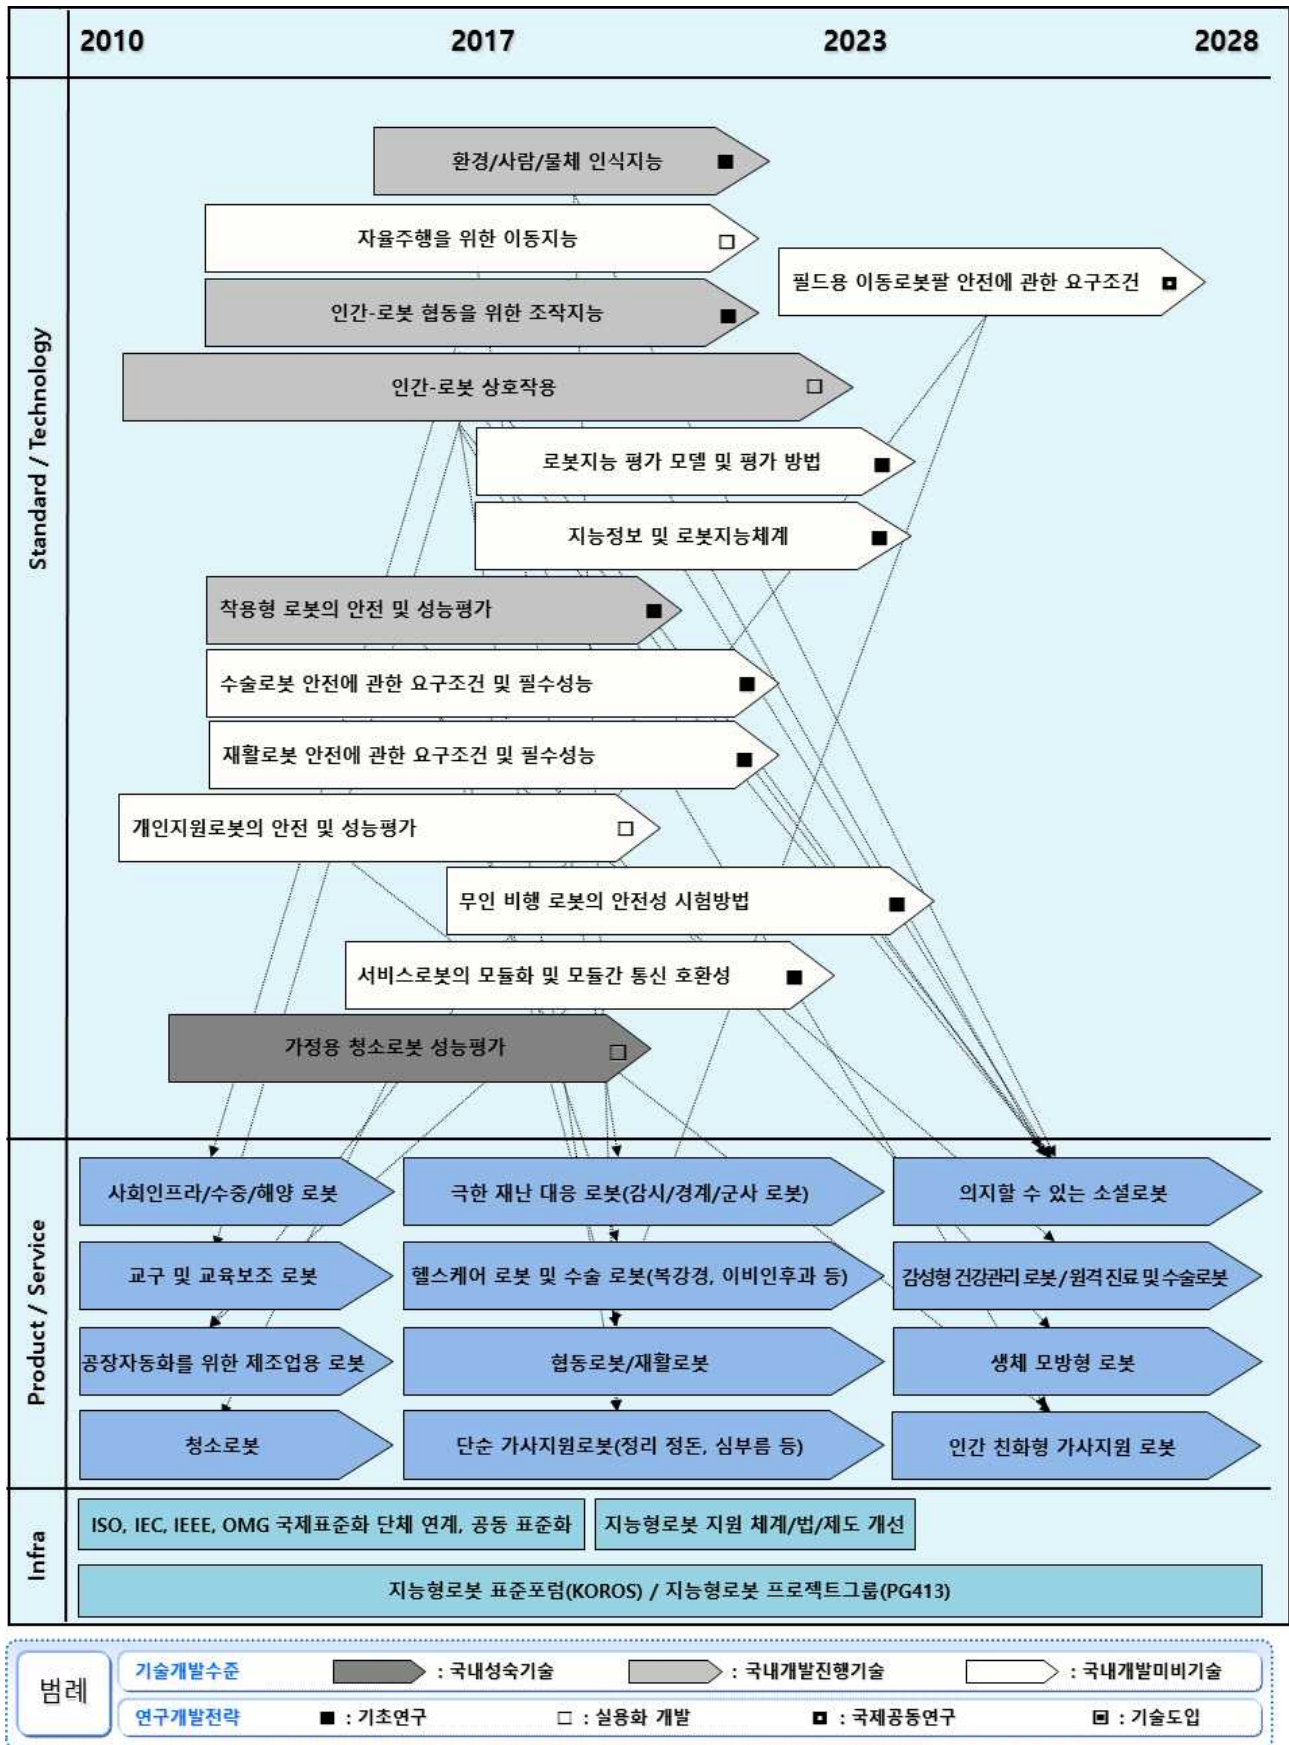 2010 2017 2023 2028
Standard / Technology
환경/사람/물체 인식지능
자율주행을 위한 이동지능
필드용 이동로봇팔 안전에 관한 요구조건
인간-로봇 협동을 위한 조작지능
인간-로봇 상호작용
로봇지능 평가 모델 및 평가 방법
지능정보 및 로봇지능체계
착용형 로봇의 안전 및 성능평가
수술로봇 안전에 관한 요구조건 및 필수성능
재활로봇 안전에 관한 요구조건 및 필수성능
개인지원로봇의 안전 및 성능평가
무인 비행 로봇의 안전성 시험방법
서비스로봇의 모듈화 및 모듈간 통신 호환성
가정용 청소로봇 성능평가
Product / Service
사회인프라/수중/해양 로봇
극한 재난 대응 로봇(감시/경계/군사 로봇)
의지할 수 있는 소셜로봇
교구 및 교육보조 로봇
헬스케어 로봇 및 수술 로봇(복강경, 이비인후과 등)
감성형 건강관리 로봇/원격 진료 및 수술로봇
공장자동화를 위한 제조업용 로봇
협동로봇/재활로봇
생체 모방형 로봇
청소로봇
단순 가사지원로봇(정리 정돈, 심부름 등)
인간 친화형 가사지원 로봇
Infra
ISO, IEC, IEEE, OMG 국제표준화 단체 연계, 공동 표준화
지능형로봇 지원 체계/법/제도 개선
지능형로봇 표준포럼(KOROS) / 지능형로봇 프로젝트그룹(PG413)
범례
기술개발수준 : 국내성숙기술 : 국내개발진행기술 : 국내개발미비기술
연구개발전략 ■ : 기초연구 □ : 실용화 개발 ◘ : 국제공동연구 ▣ : 기술도입